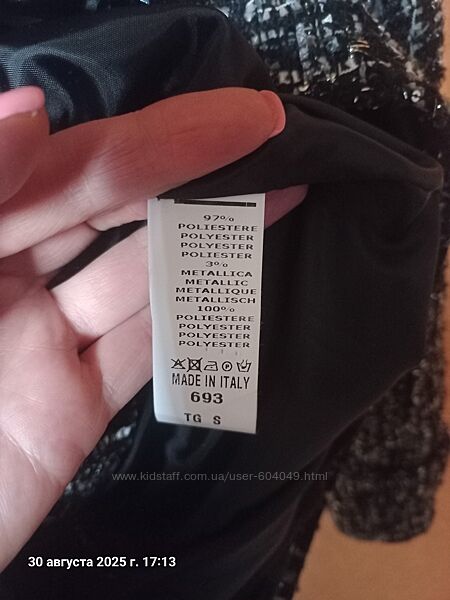 97%
POLIESTERE
POLYESTER
POLYESTER
POLIESTER
3%
METALLICA
METALLIC
METALLIQUE
METALLISCH
100%
POLIESTERE
POLYESTER
POLYESTER
POLYESTER
MADE IN ITALY
693
TG S
www.kidstaff.com.ua/user-604049.html
30 августа 2025 г. 17:13